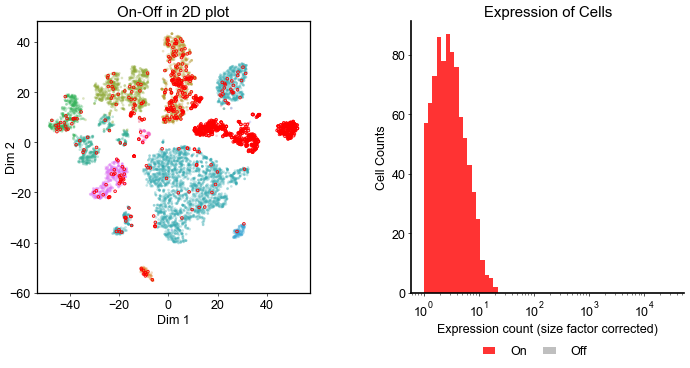 On-Off in 2D plot
Dim 2
40
20
0
−20
−40
−60
−40
−20
0
20
40
Dim 1
Expression of Cells
Cell Counts
80
60
40
20
0
10^0
10^1
10^2
10^3
10^4
Expression count (size factor corrected)
On
Off